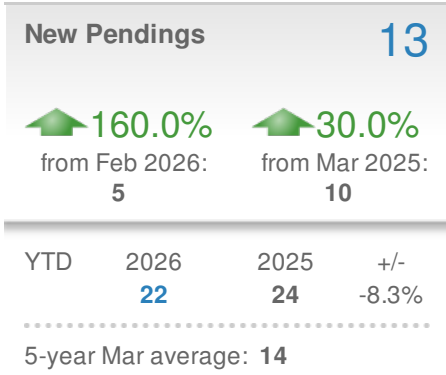 New Pendings 13
160.0% 30.0%
from Feb 2026: from Mar 2025:
5 10
YTD 2026 2025 +/-
22 24 -8.3%
5-year Mar average: 14